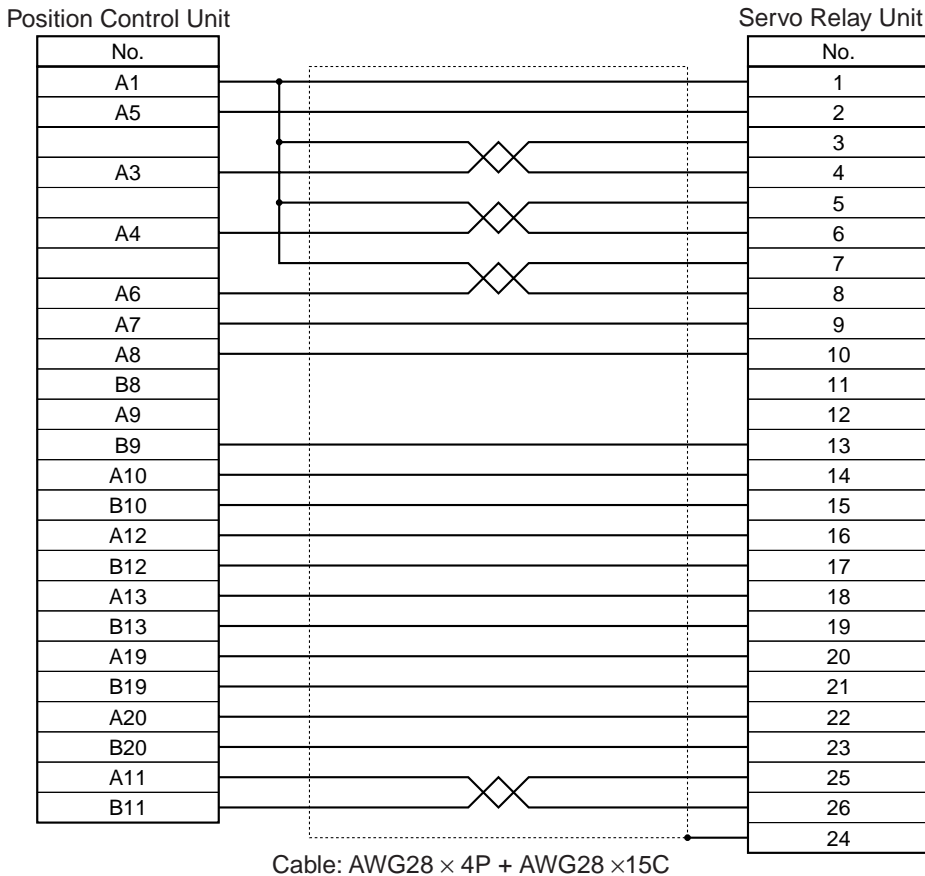 Position Control Unit Servo Relay Unit
No. No.
A1 1
A5 2
3
A3 4
5
A4 6
7
A6 8
A7 9
A8 10
B8 11
A9 12
B9 13
A10 14
B10 15
A12 16
B12 17
A13 18
B13 19
A19 20
B19 21
A20 22
B20 23
A11 25
B11 26
24
Cable: AWG28 × 4P + AWG28 ×15C